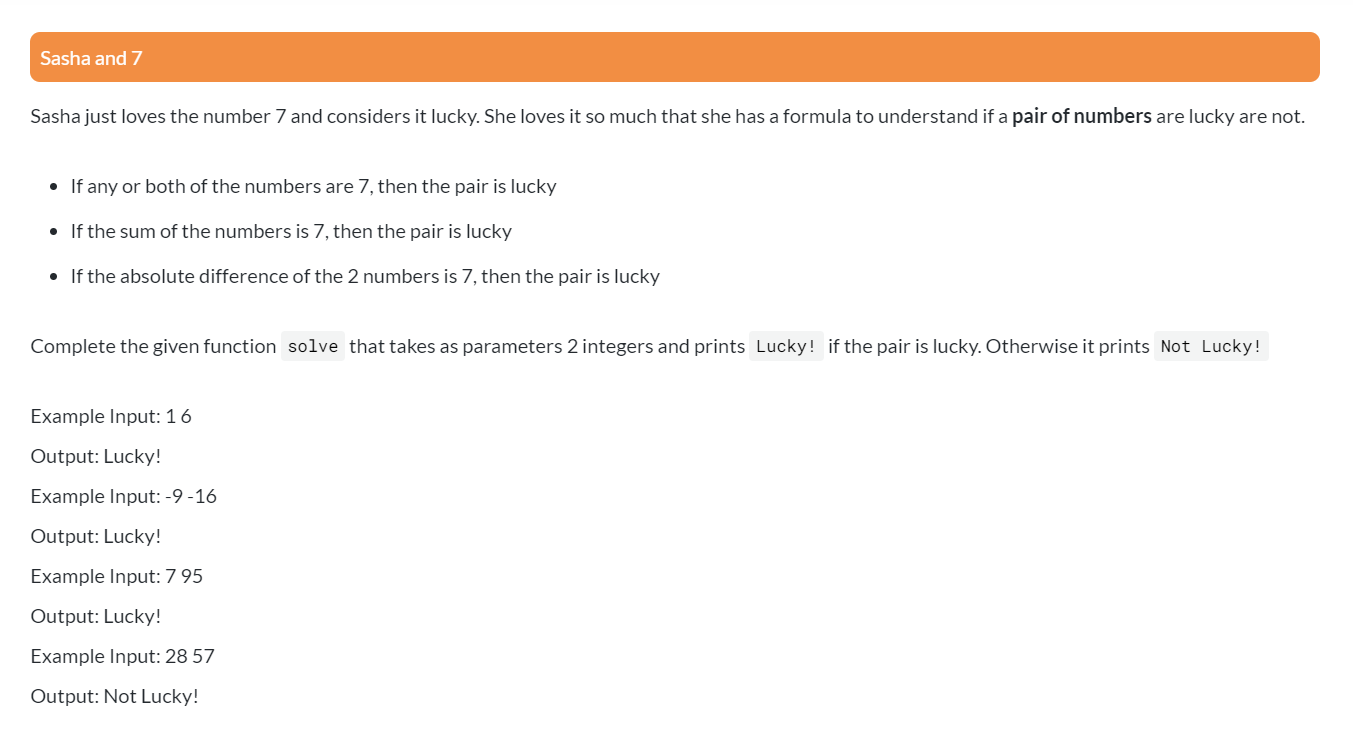 Sasha and 7
Sasha just loves the number 7 and considers it lucky. She loves it so much that she has a formula to understand if a pair of numbers are lucky are not.
If any or both of the numbers are 7, then the pair is lucky
If the sum of the numbers is 7, then the pair is lucky
If the absolute difference of the 2 numbers is 7, then the pair is lucky
Complete the given function solve that takes as parameters 2 integers and prints Lucky! if the pair is lucky. Otherwise it prints Not Lucky!
Example Input: 1 6
Output: Lucky!
Example Input: -9 -16
Output: Lucky!
Example Input: 7 95
Output: Lucky!
Example Input: 28 57
Output: Not Lucky!